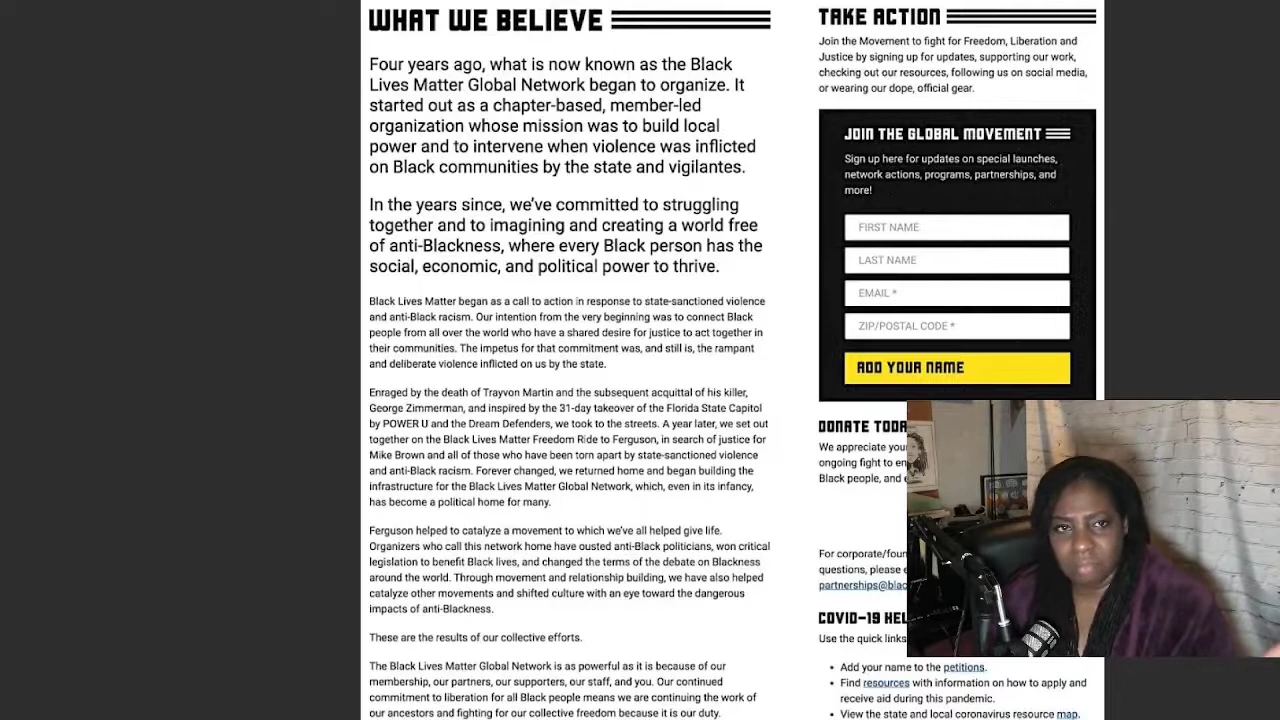 WHAT WE BELIEVE
Four years ago, what is now known as the Black
Lives Matter Global Network began to organize. It
started out as a chapter-based, member-led
organization whose mission was to build local
power and to intervene when violence was inflicted
on Black communities by the state and vigilantes.
In the years since, we’ve committed to struggling
together and to imagining and creating a world free
of anti-Blackness, where every Black person has the
social, economic, and political power to thrive.
Black Lives Matter began as a call to action in response to state-sanctioned violence
and anti-Black racism. Our intention from the very beginning was to connect Black
people from all over the world who have a shared desire for justice to act together in
their communities. The impetus for that commitment was, and still is, the rampant
and deliberate violence inflicted on us by the state.
Enraged by the death of Trayvon Martin and the subsequent acquittal of his killer,
George Zimmerman, and inspired by the 31-day takeover of the Florida State Capitol
by POWER U and the Dream Defenders, we took to the streets. A year later, we set out
together on the Black Lives Matter Freedom Ride to Ferguson, in search of justice for
Mike Brown and all of those who have been torn apart by state-sanctioned violence
and anti-Black racism. Forever changed, we returned home and began building the
infrastructure for the Black Lives Matter Global Network, which, even in its infancy,
has become a political home for many.
Ferguson helped to catalyze a movement to which we’ve all helped give life.
Organizers who call this network home have ousted anti-Black politicians, won critical
legislation to benefit Black lives, and changed the terms of the debate on Blackness
around the world. Through movement and relationship building, we have also helped
catalyze other movements and shifted culture with an eye toward the dangerous
impacts of anti-Blackness.
These are the results of our collective efforts.
The Black Lives Matter Global Network is as powerful as it is because of our
membership, our partners, our supporters, our staff, and you. Our continued
commitment to liberation for all Black people means we are continuing the work of
our ancestors and fighting for our collective freedom because it is our duty.
TAKE ACTION
Join the Movement to fight for Freedom, Liberation and
Justice by signing up for updates, supporting our work,
checking out our resources, following us on social media,
or wearing our dope, official gear.
JOIN THE GLOBAL MOVEMENT
Sign up here for updates on special launches,
network actions, programs, partnerships, and
more!
FIRST NAME
LAST NAME
EMAIL *
ZIP/POSTAL CODE *
ADD YOUR NAME
DONATE TODA
We appreciate your
ongoing fight to en
Black people, and e
For corporate/foun
questions, please e
partnerships@blac
COVID-19 HEL
Use the quick links
• Add your name to the petitions.
• Find resources with information on how to apply and
receive aid during this pandemic.
• View the state and local coronavirus resource map.